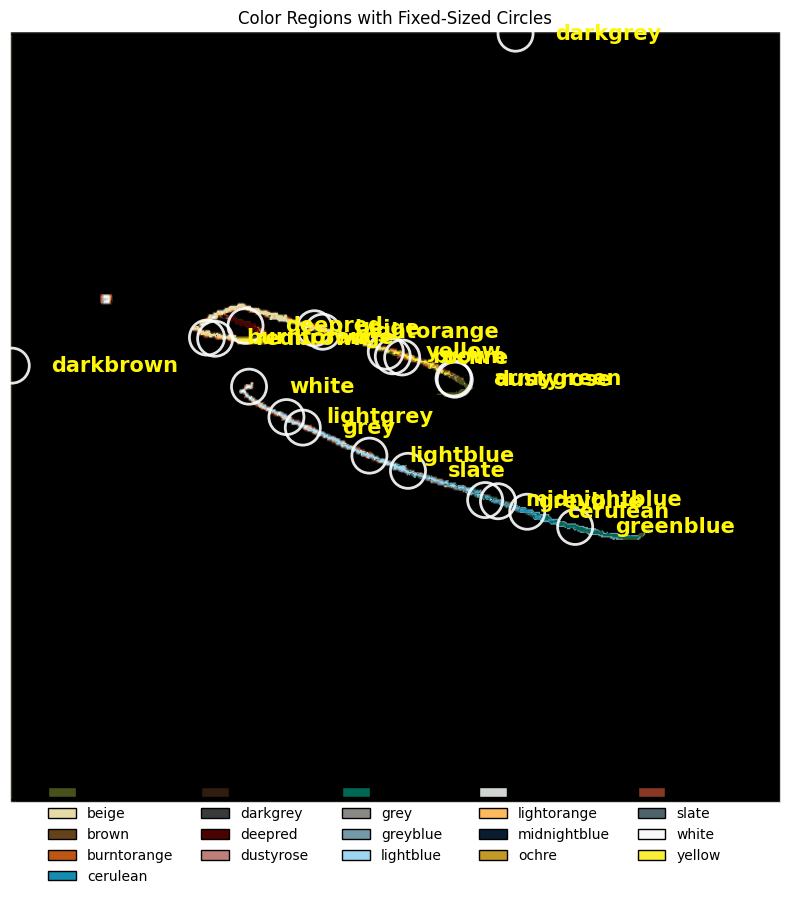 Color Regions with Fixed-Sized Circles
darkgrey
deepred
beige
lightorange
burntorange
redbrown
yellow
ochre
darkbrown
armygreen
dustyrose
white
lightgrey
grey
lightblue
slate
midnightblue
greyblue
cerulean
greenblue
beige darkgrey grey lightorange slate
brown deepred greyblue midnightblue white
burntorange dustyrose lightblue ochre yellow
cerulean